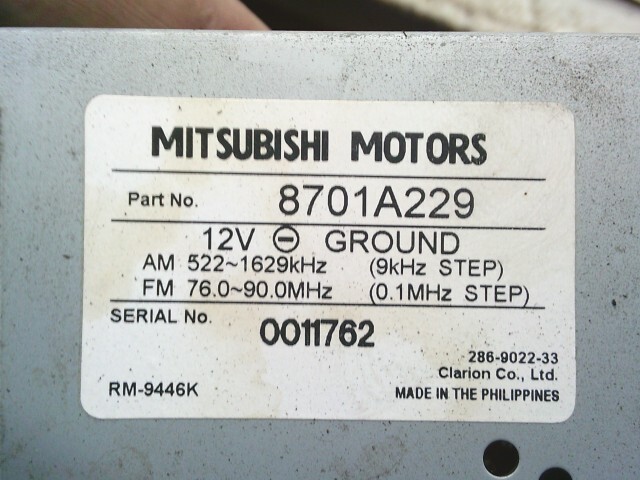 MITSUBISHI MOTORS
Part No. 8701A229
12V ⊖ GROUND
AM 522~1629kHz (9kHz STEP)
FM 76.0~90.0MHz (0.1MHz STEP)
SERIAL No. 0011762
286-9022-33
Clarion Co., Ltd.
RM-9446K MADE IN THE PHILIPPINES